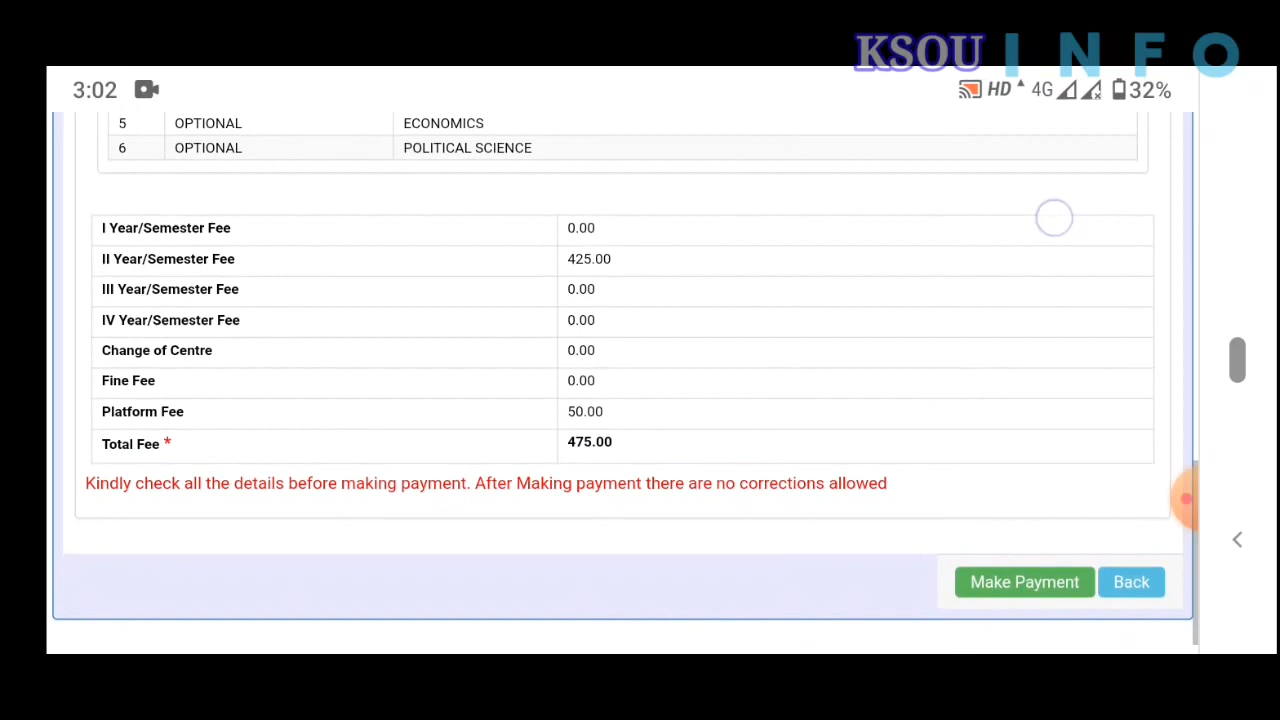 KSOU INFO
3:02 HD 4G 32%
5 OPTIONAL ECONOMICS
6 OPTIONAL POLITICAL SCIENCE
I Year/Semester Fee 0.00
II Year/Semester Fee 425.00
III Year/Semester Fee 0.00
IV Year/Semester Fee 0.00
Change of Centre 0.00
Fine Fee 0.00
Platform Fee 50.00
Total Fee * 475.00
Kindly check all the details before making payment. After Making payment there are no corrections allowed
Make Payment Back